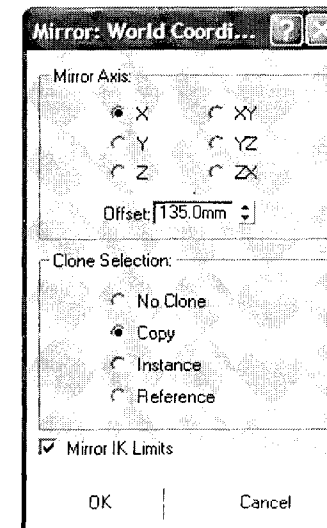 Mirror: World Coordi... ?
Mirror Axis:
X XY
Y YZ
Z ZX
Offset: 135.0mm
Clone Selection:
No Clone
Copy
Instance
Reference
Mirror IK Limits
OK Cancel